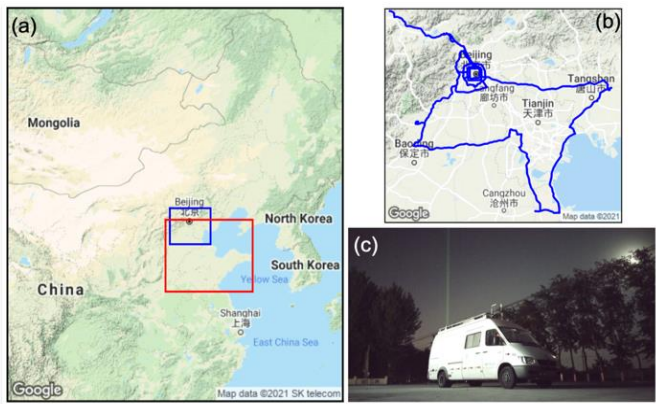 (a)
Mongolia
Beijing
北京
North Korea
South Korea
Yellow Sea
China
Shanghai
上海
East China Sea
Google
Map data ©2021 SK telecom
(b)
Beijing
Tangshan
唐山市
廊坊市
Tianjin
天津市
保定市
Cangzhou
沧州市
Google
Map data ©2021
(c)